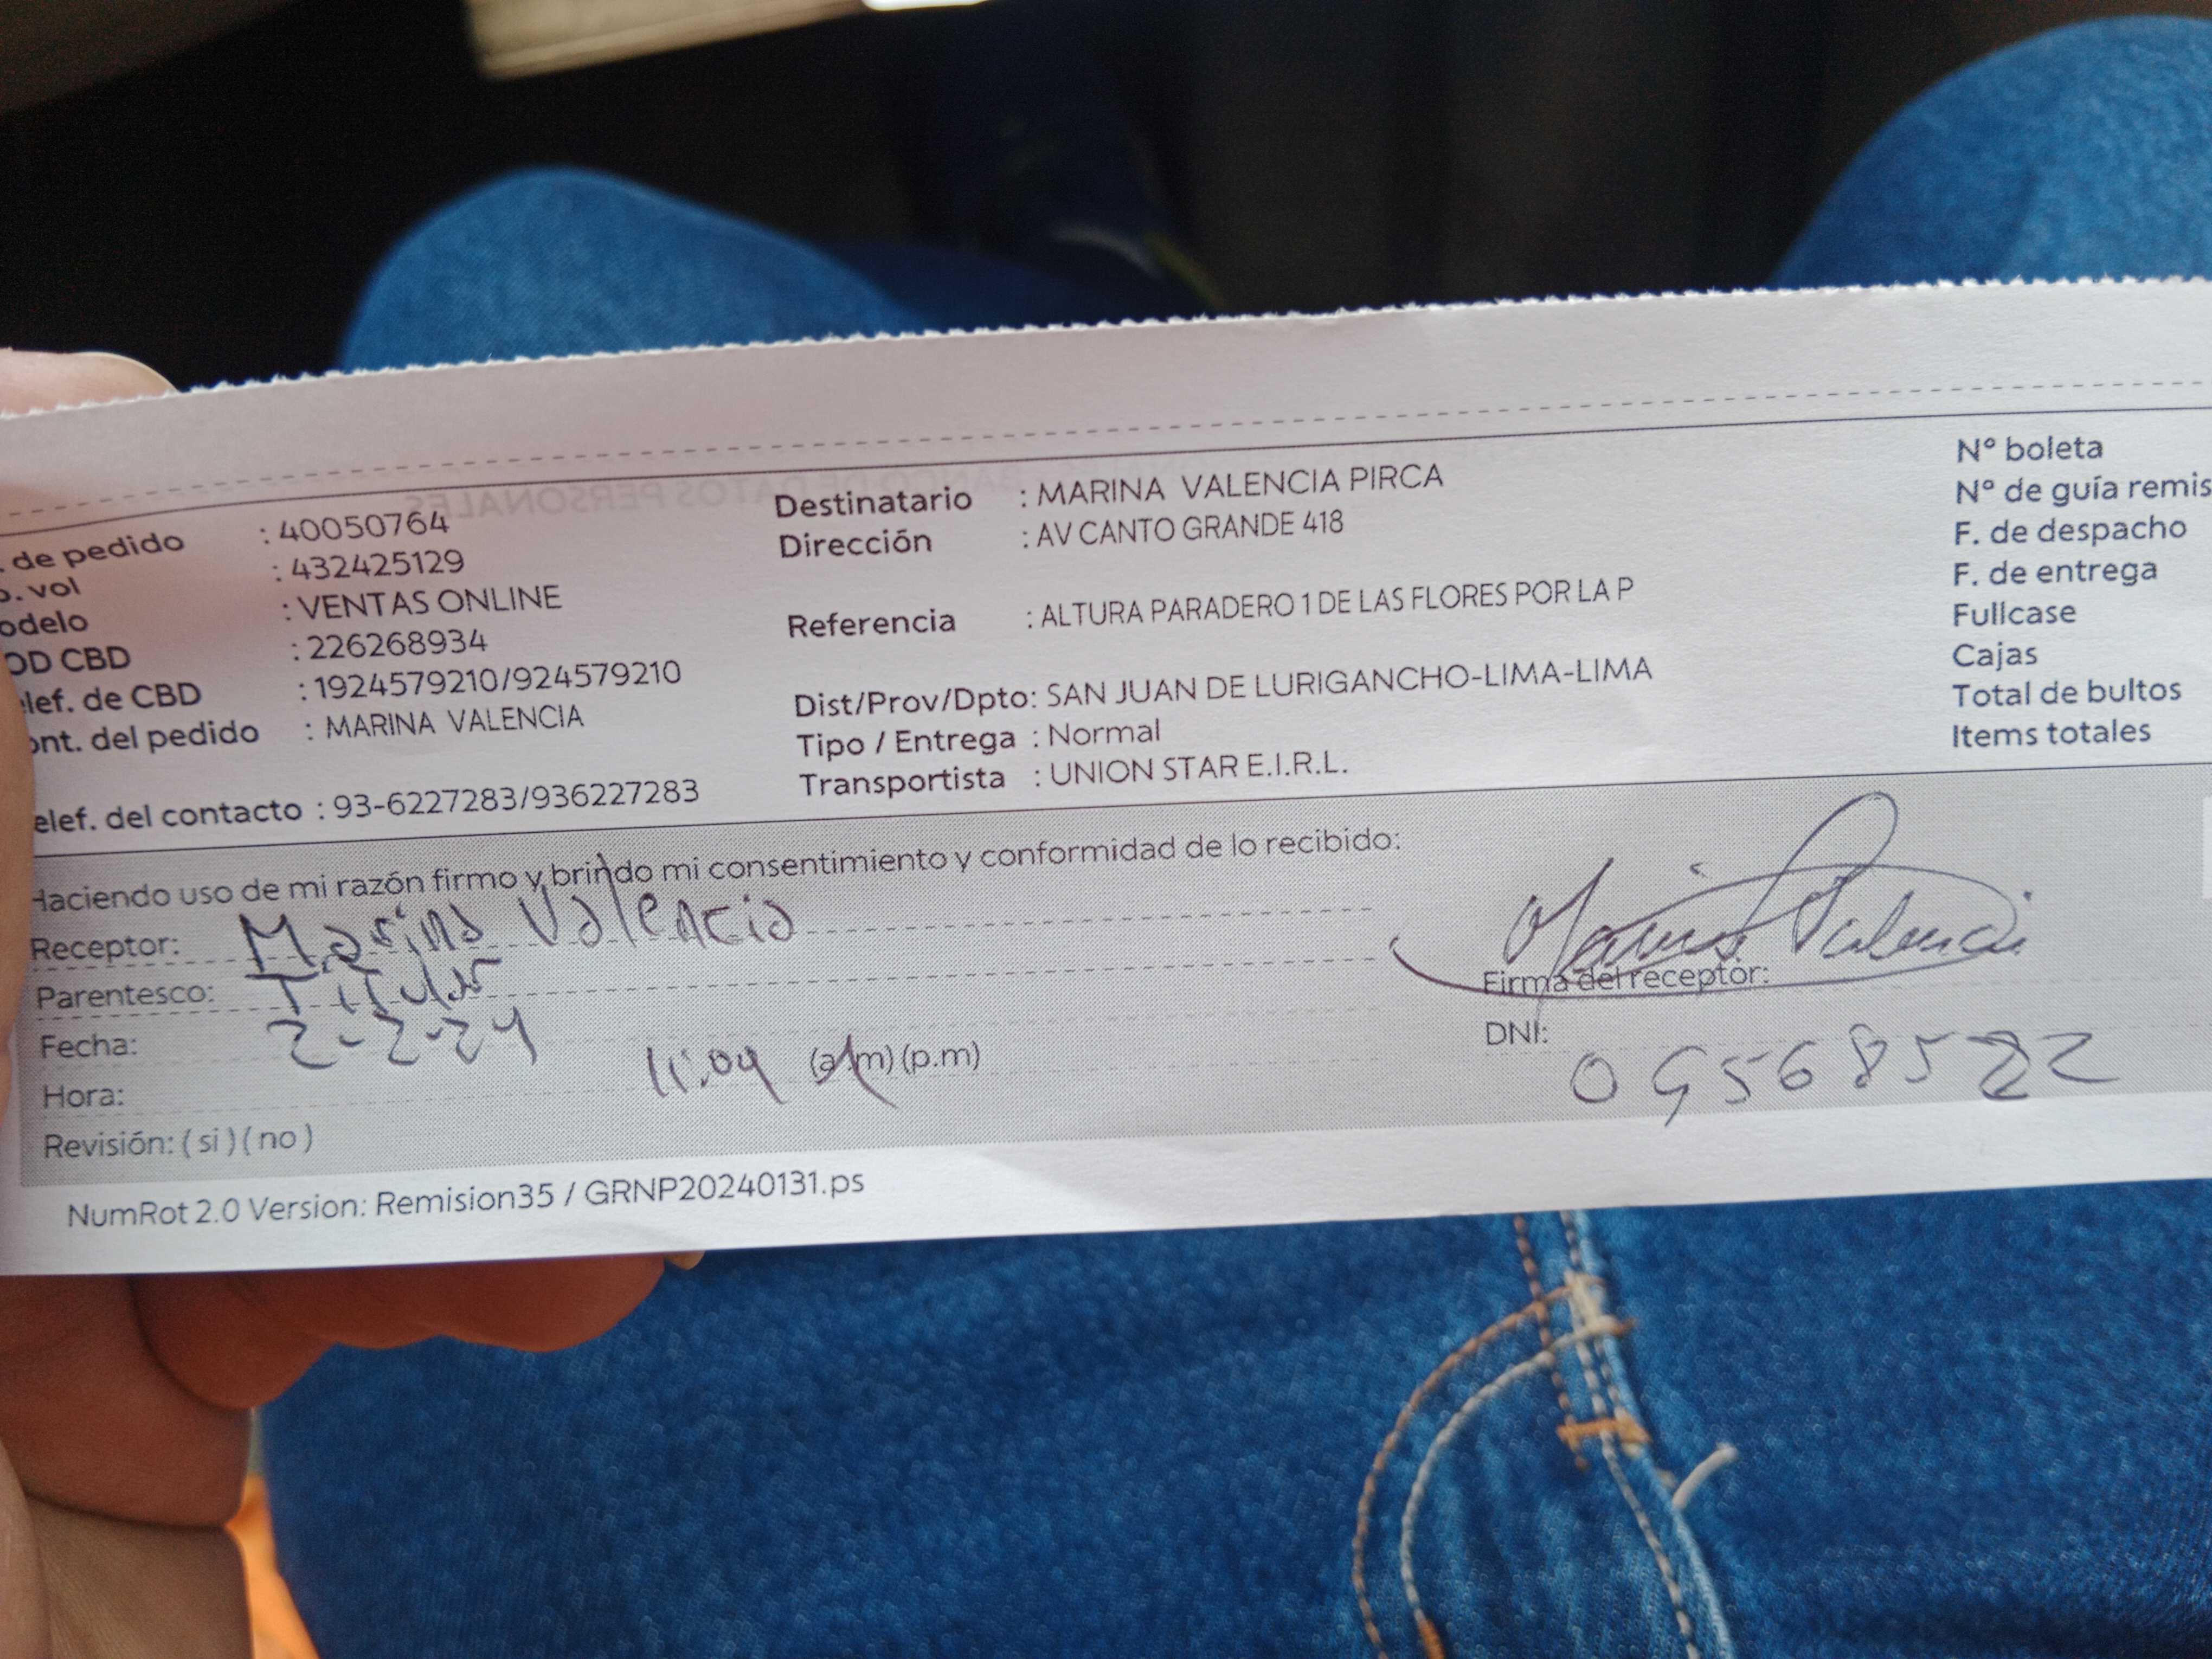 . de pedido : 40050764
o. vol : 432425129
odelo : VENTAS ONLINE
OD CBD : 226268934
elef. de CBD : 1924579210/924579210
ont. del pedido : MARINA VALENCIA
elef. del contacto : 93-6227283/936227283
Destinatario : MARINA VALENCIA PIRCA
Dirección : AV CANTO GRANDE 418
Referencia : ALTURA PARADERO 1 DE LAS FLORES POR LA P
Dist/Prov/Dpto: SAN JUAN DE LURIGANCHO-LIMA-LIMA
Tipo / Entrega : Normal
Transportista : UNION STAR E.I.R.L.
N° boleta
N° de guía remis
F. de despacho
F. de entrega
Fullcase
Cajas
Total de bultos
Items totales
Haciendo uso de mi razón firmo y brindo mi consentimiento y conformidad de lo recibido:
Receptor: Marina Valencia
Parentesco: Titular
Fecha: 2-2-24
Hora: 11:04 (a.m) (p.m)
Revisión: ( si ) ( no )
Marina Valencia
Firma del receptor:
DNI: 09568522
NumRot 2.0 Version: Remision35 / GRNP20240131.ps